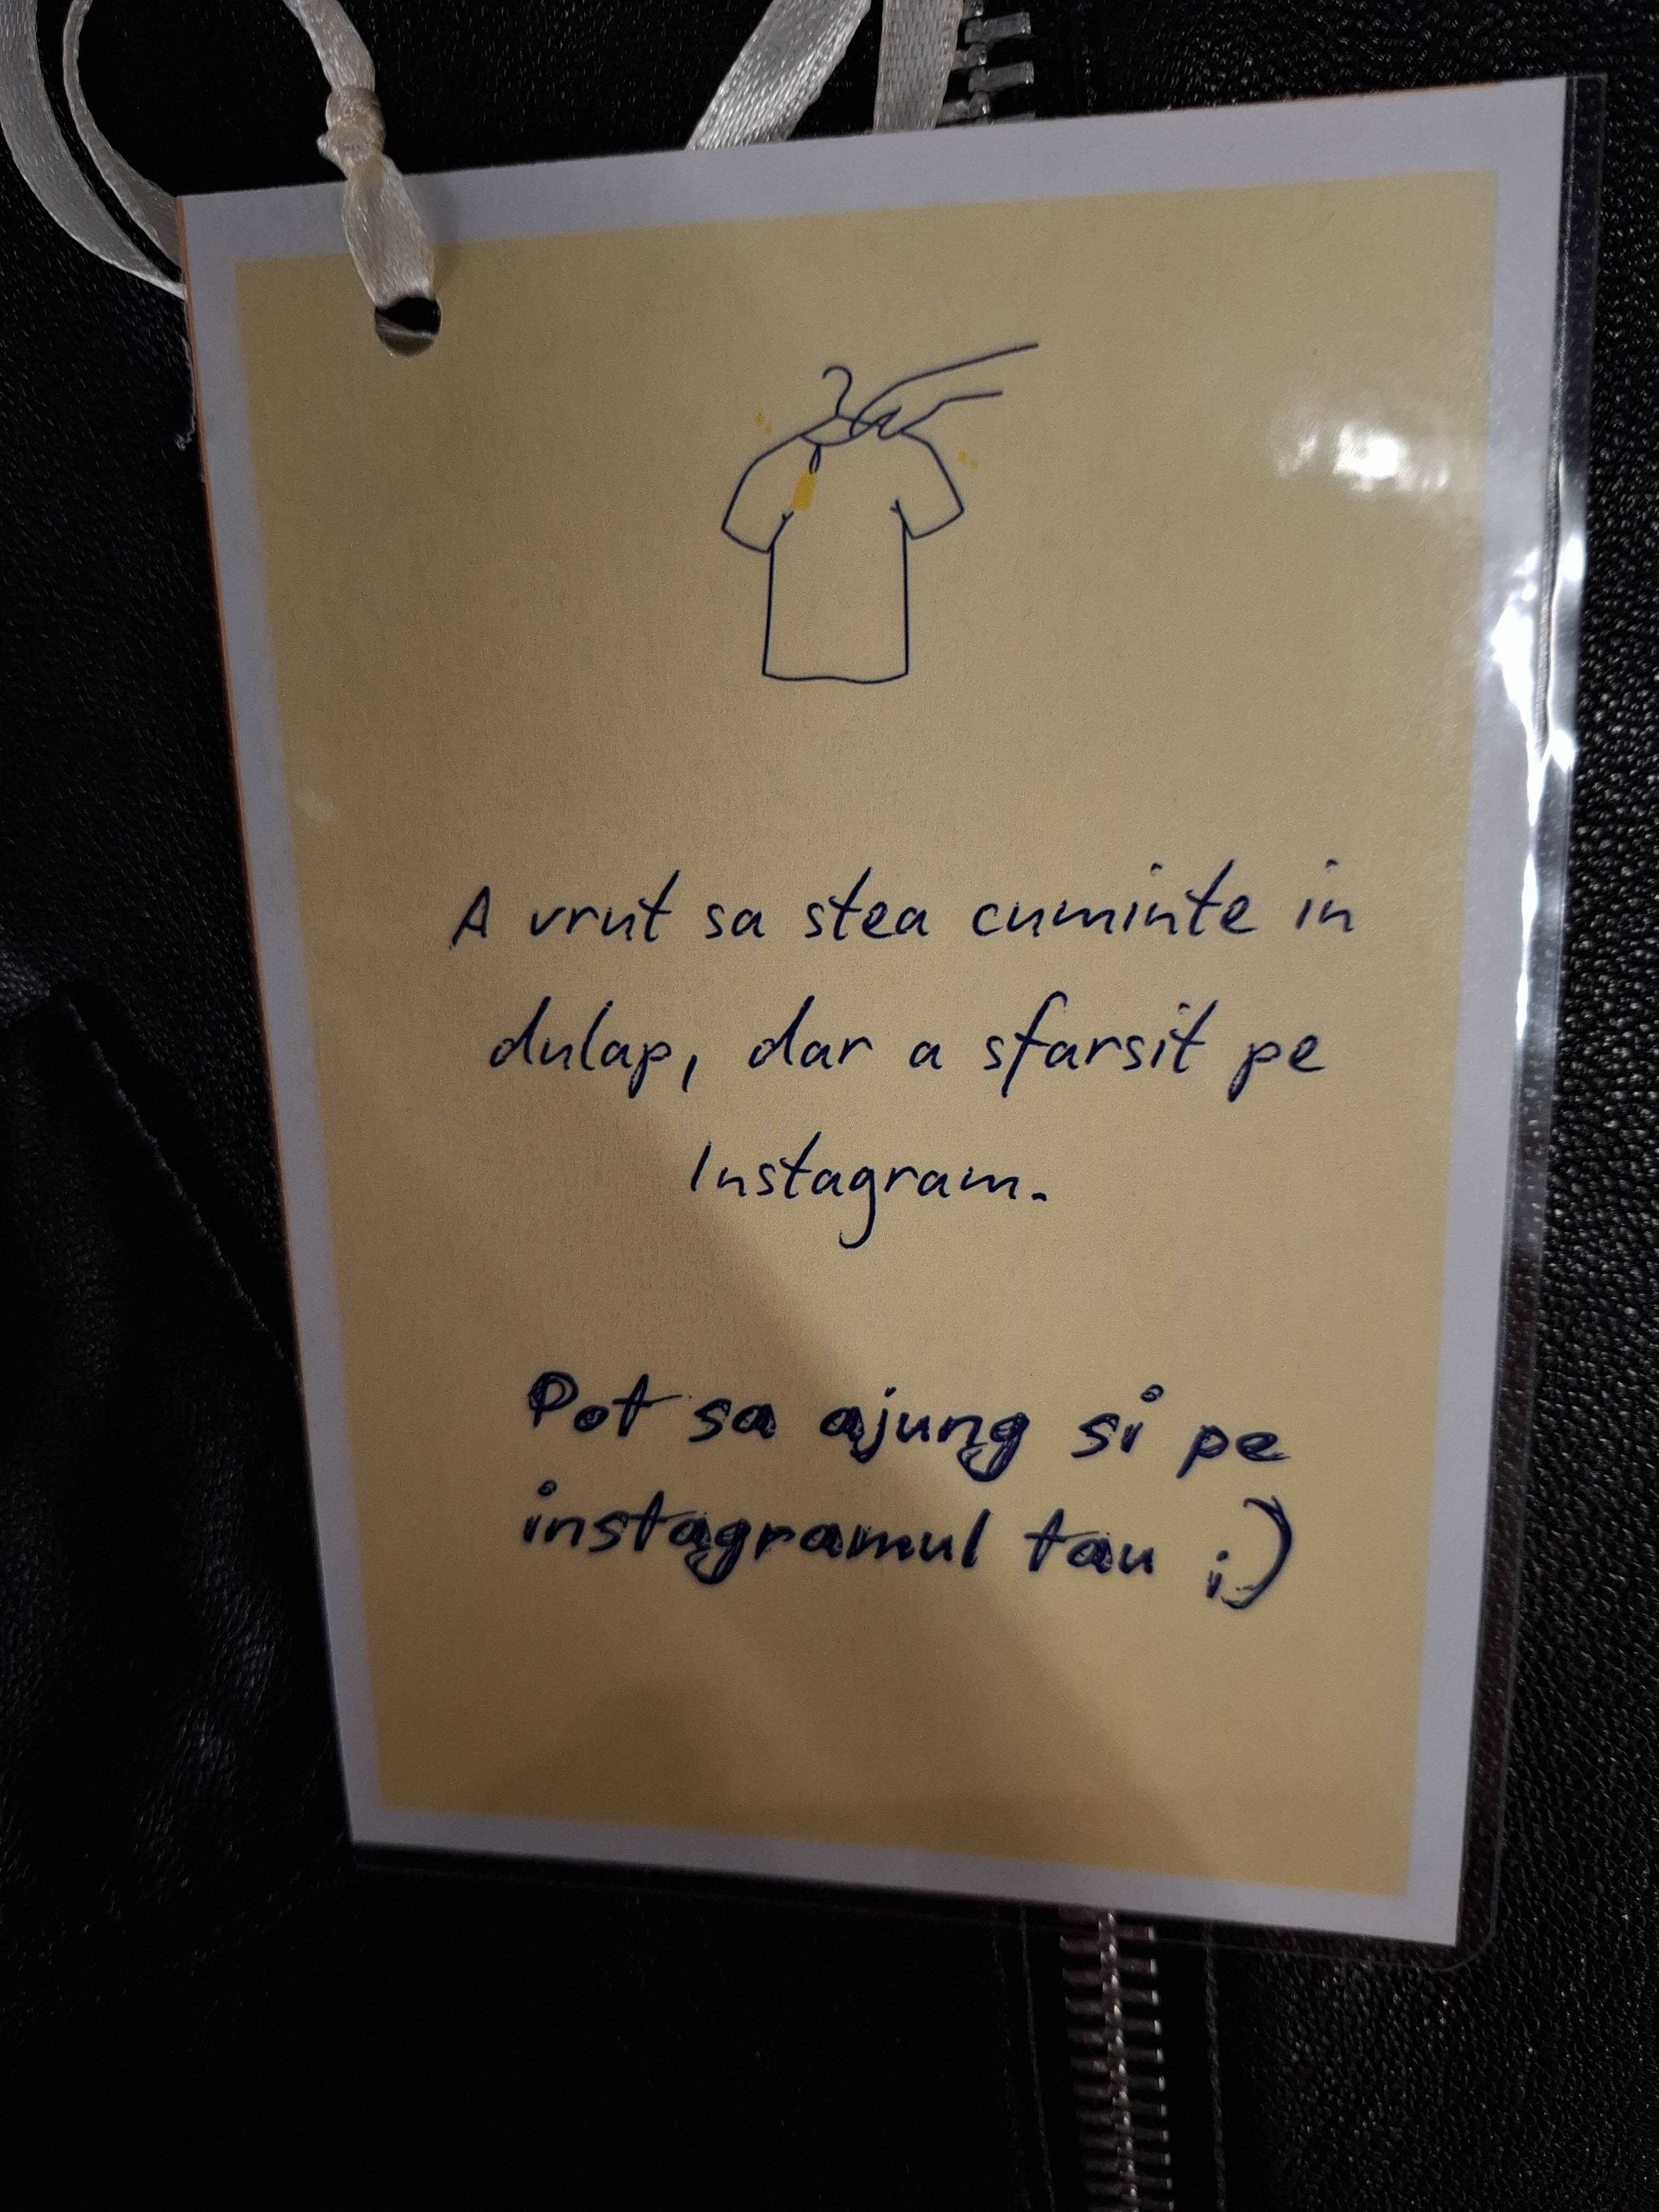 A vrut sa stea cuminte in
dulap, dar a sfarsit pe
Instagram.
Pot sa ajung si pe
instagramul tau ;)